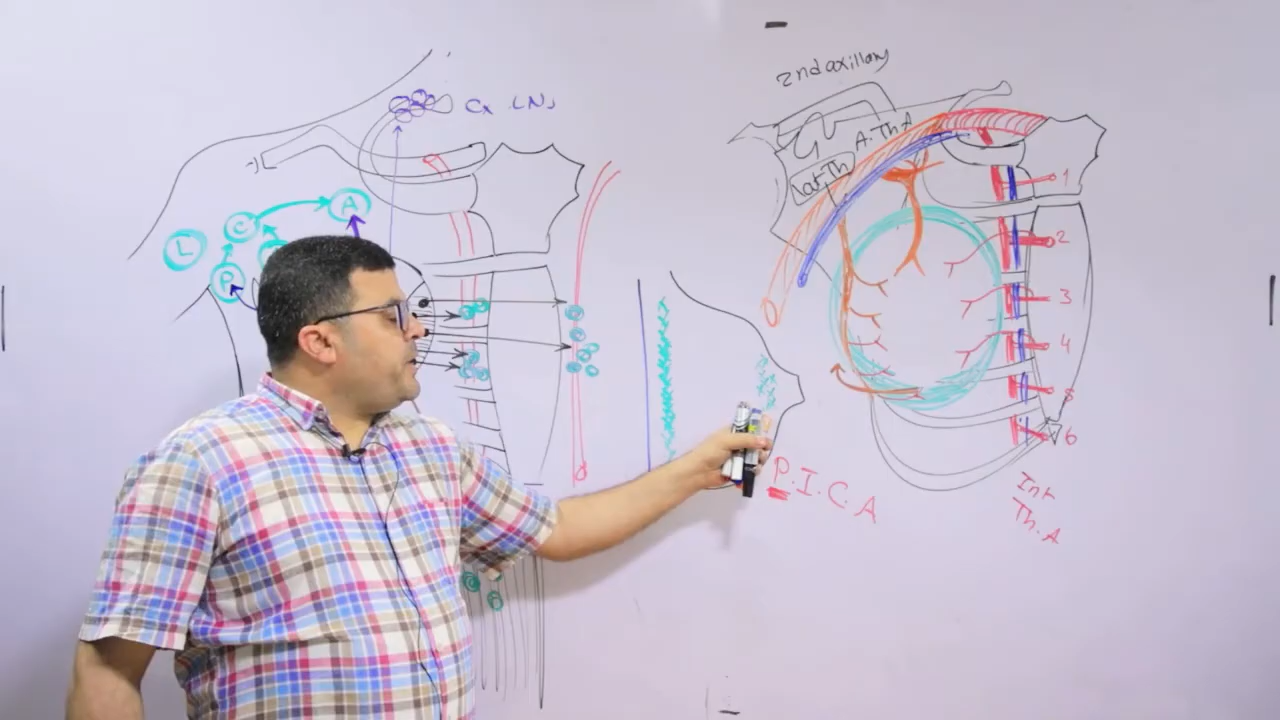 Cx LNs
L
C
A
P
2nd axillary
A.Th A
Lat Th
1
2
3
4
5
6
P.I.C.A
Int
Th.A